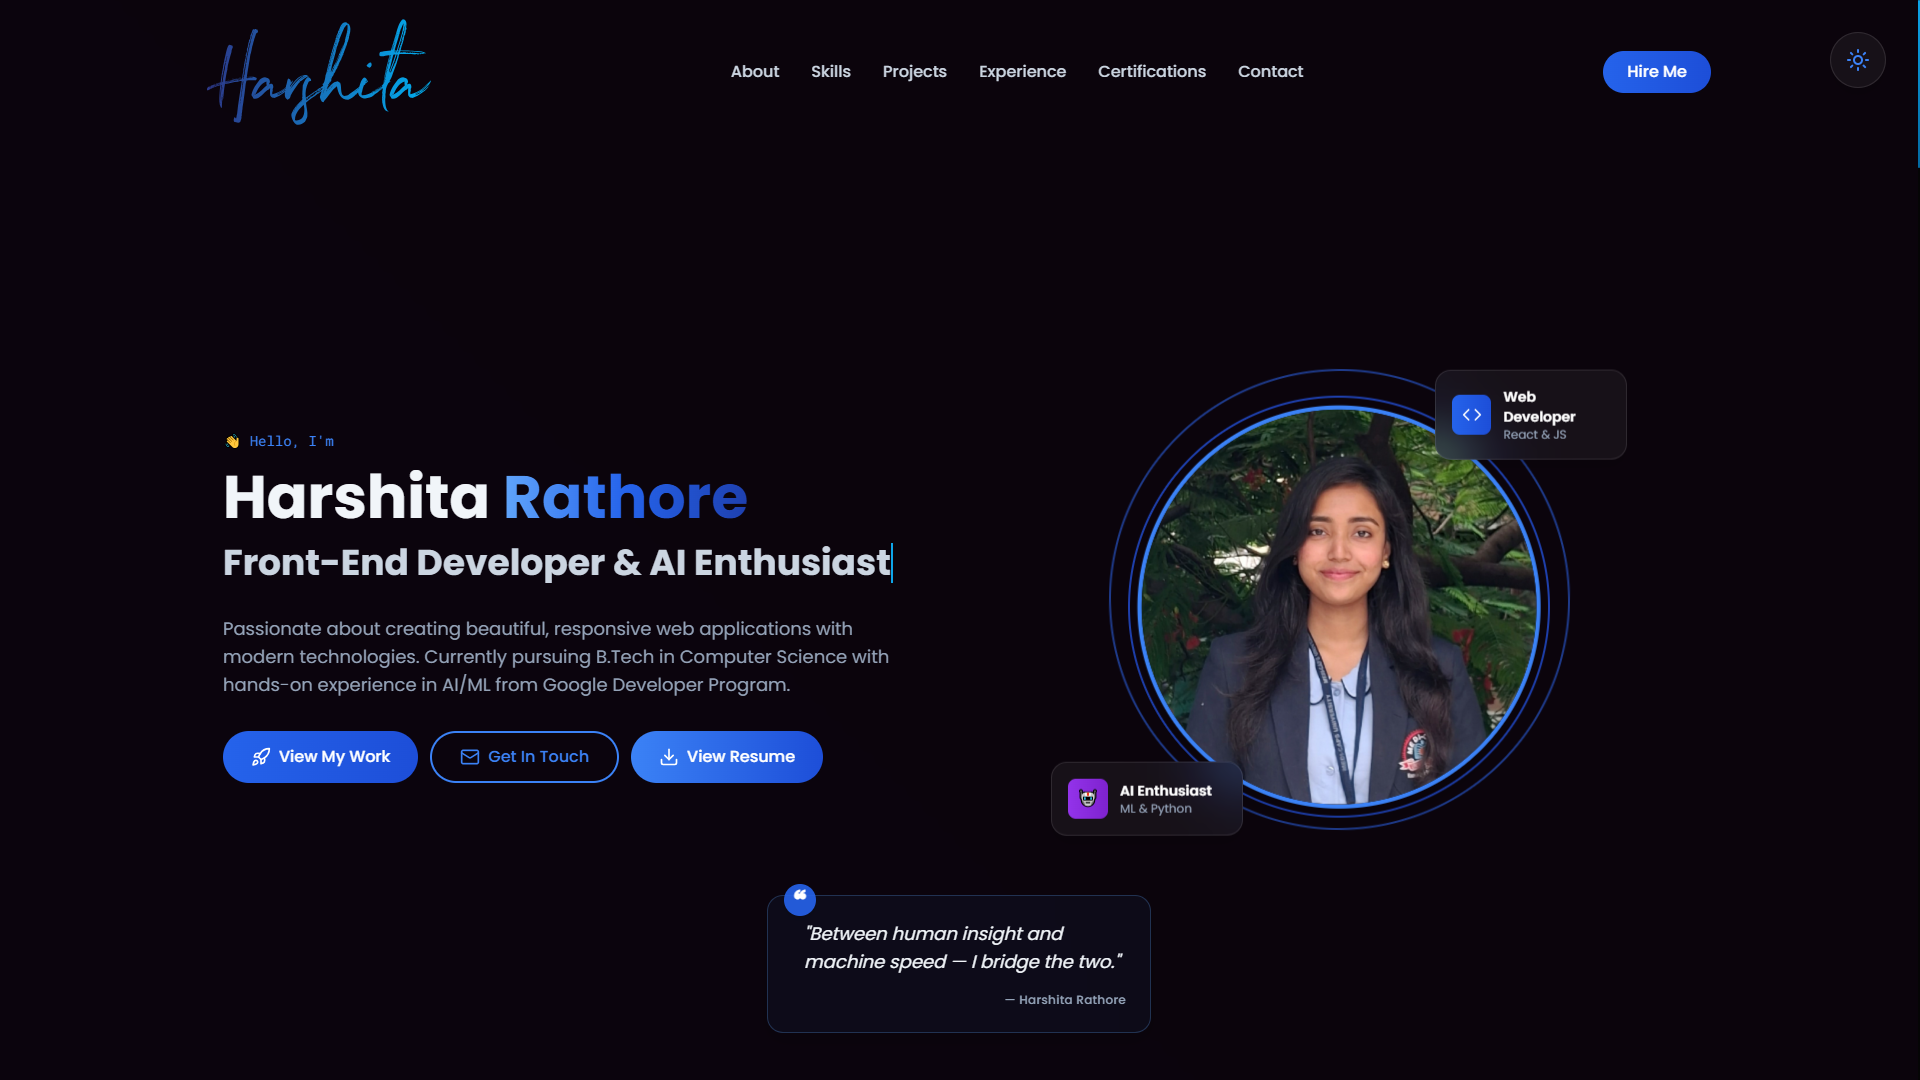 Harshita
About Skills Projects Experience Certifications Contact
Hire Me
👋 Hello, I'm
Harshita Rathore
Front-End Developer & AI Enthusiast
Passionate about creating beautiful, responsive web applications with
modern technologies. Currently pursuing B.Tech in Computer Science with
hands-on experience in AI/ML from Google Developer Program.
View My Work
Get In Touch
View Resume
Web
Developer
React & JS
AI Enthusiast
ML & Python
❝
"Between human insight and
machine speed — I bridge the two."
— Harshita Rathore